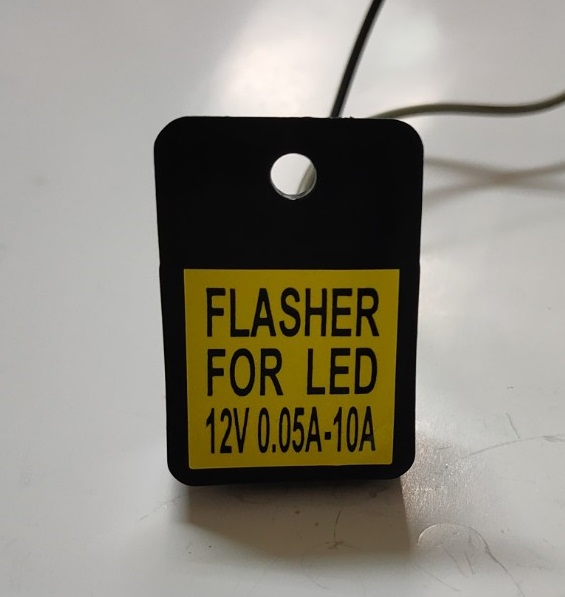 FLASHER
FOR LED
12V 0.05A-10A